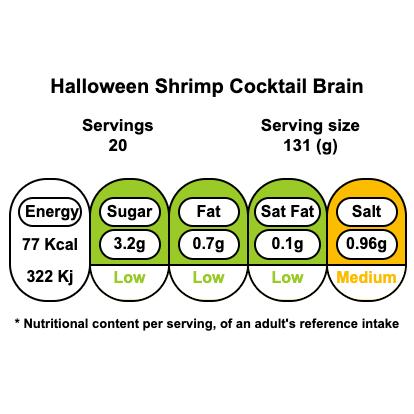 Halloween Shrimp Cocktail Brain
Servings Serving size
20 131 (g)
Energy Sugar Fat Sat Fat Salt
77 Kcal 3.2g 0.7g 0.1g 0.96g
322 Kj Low Low Low Medium
* Nutritional content per serving, of an adult's reference intake